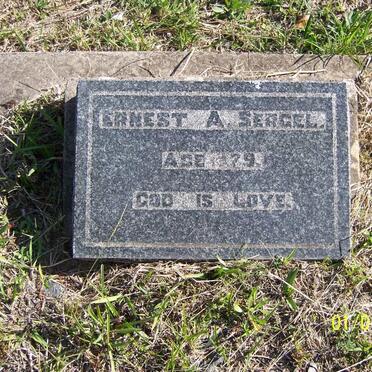 ERNEST A SERGEL.
AGE 79.
GOD IS LOVE.